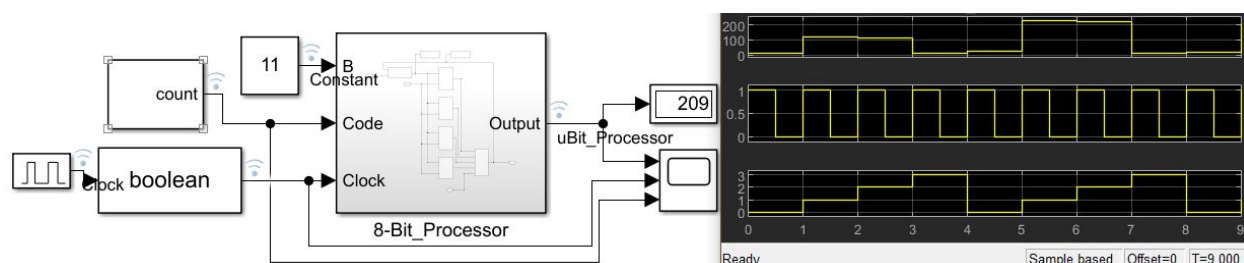 11
B
Constant
count
Code
Output
209
uBit_Processor
Clock
boolean
Clock
8-Bit_Processor
200
100
0
1
0.5
0
3
2
1
0
0 1 2 3 4 5 6 7 8 9
Ready Sample based Offset=0 T=9.000